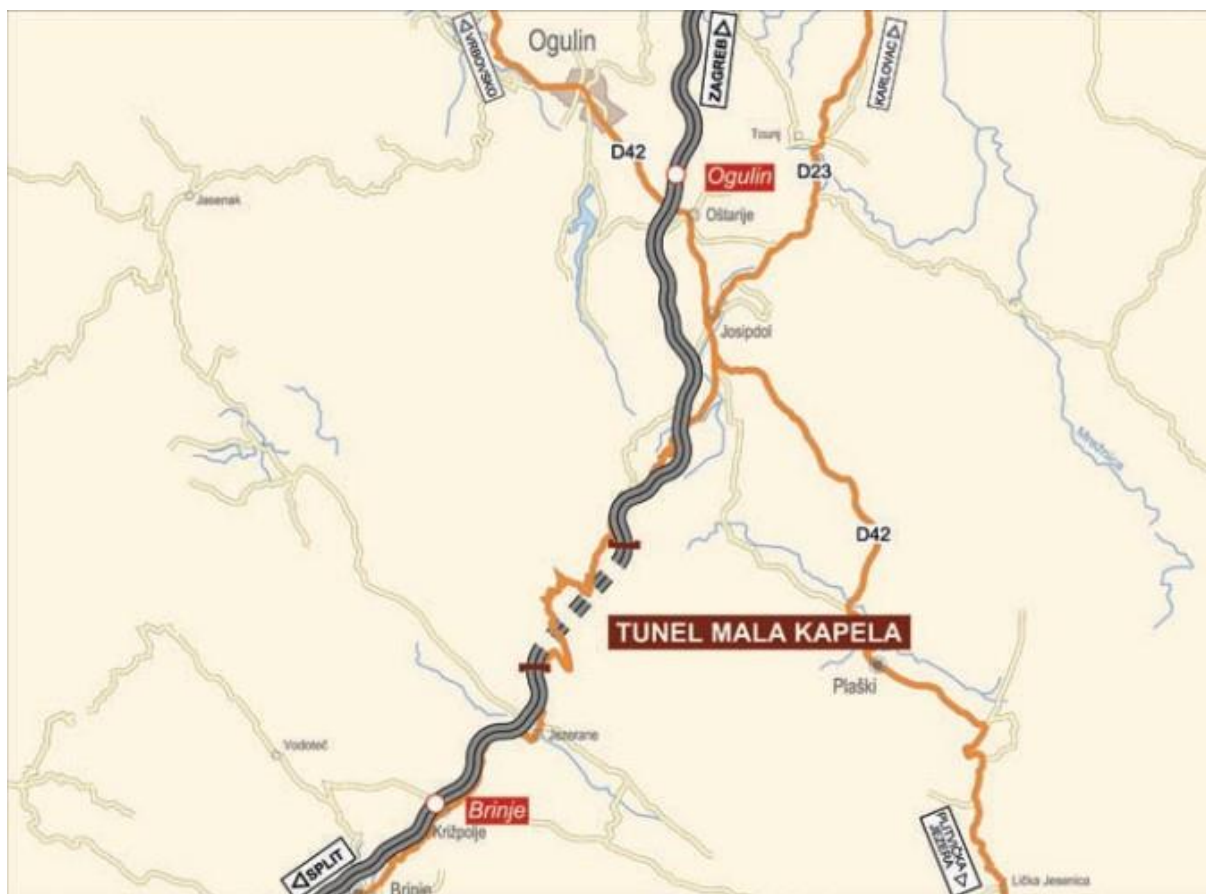 VRBOVSKO
Ogulin
ZAGREB
KARLOVAC
Tounj
D42
D23
Ogulin
Jasenak
Oštarije
Josipdol
Mrežnica
D42
TUNEL MALA KAPELA
Plaški
Jezerane
Vodoteč
Brinje
Križpolje
SPLIT
PLITVIČKA
JEZERA
Brinje
Lička Jesenica